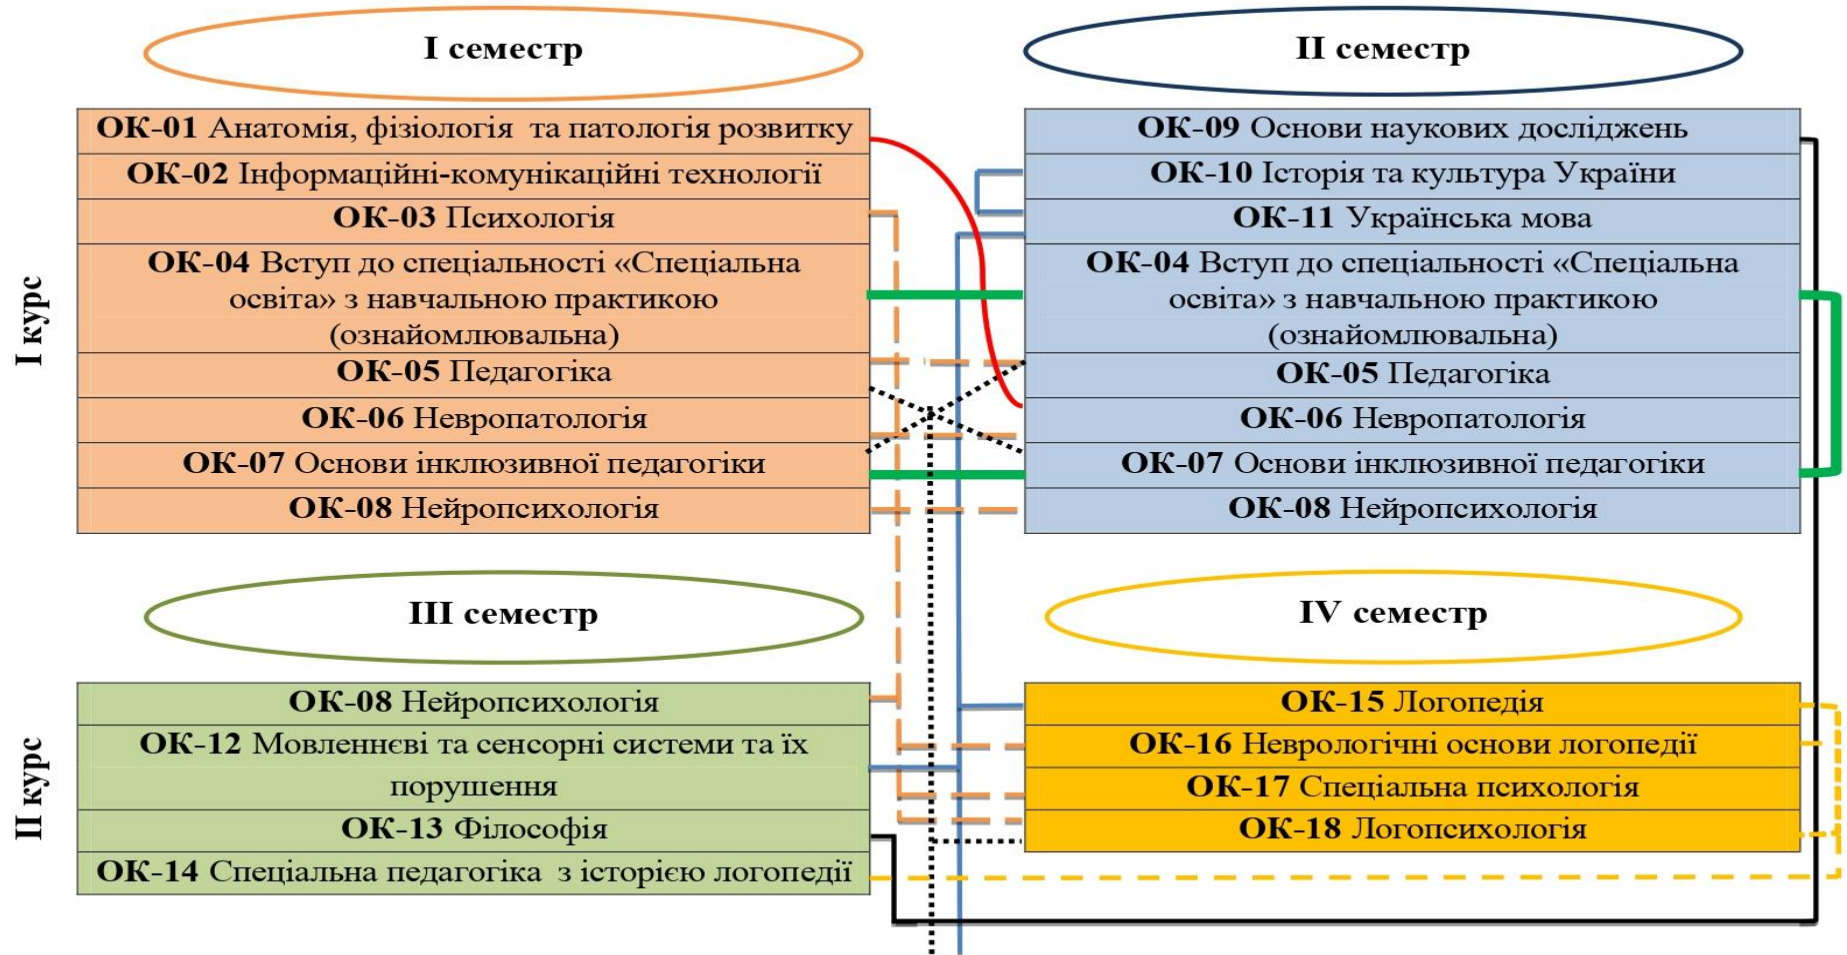 I семестр
II семестр
I курс
ОК-01 Анатомія, фізіологія та патологія розвитку
ОК-02 Інформаційні-комунікаційні технології
ОК-03 Психологія
ОК-04 Вступ до спеціальності «Спеціальна
освіта» з навчальною практикою
(ознайомлювальна)
ОК-05 Педагогіка
ОК-06 Невропатологія
ОК-07 Основи інклюзивної педагогіки
ОК-08 Нейропсихологія
ОК-09 Основи наукових досліджень
ОК-10 Історія та культура України
ОК-11 Українська мова
ОК-04 Вступ до спеціальності «Спеціальна
освіта» з навчальною практикою
(ознайомлювальна)
ОК-05 Педагогіка
ОК-06 Невропатологія
ОК-07 Основи інклюзивної педагогіки
ОК-08 Нейропсихологія
III семестр
IV семестр
II курс
ОК-08 Нейропсихологія
ОК-12 Мовленнєві та сенсорні системи та їх
порушення
ОК-13 Філософія
ОК-14 Спеціальна педагогіка з історією логопедії
ОК-15 Логопедія
ОК-16 Неврологічні основи логопедії
ОК-17 Спеціальна психологія
ОК-18 Логопсихологія